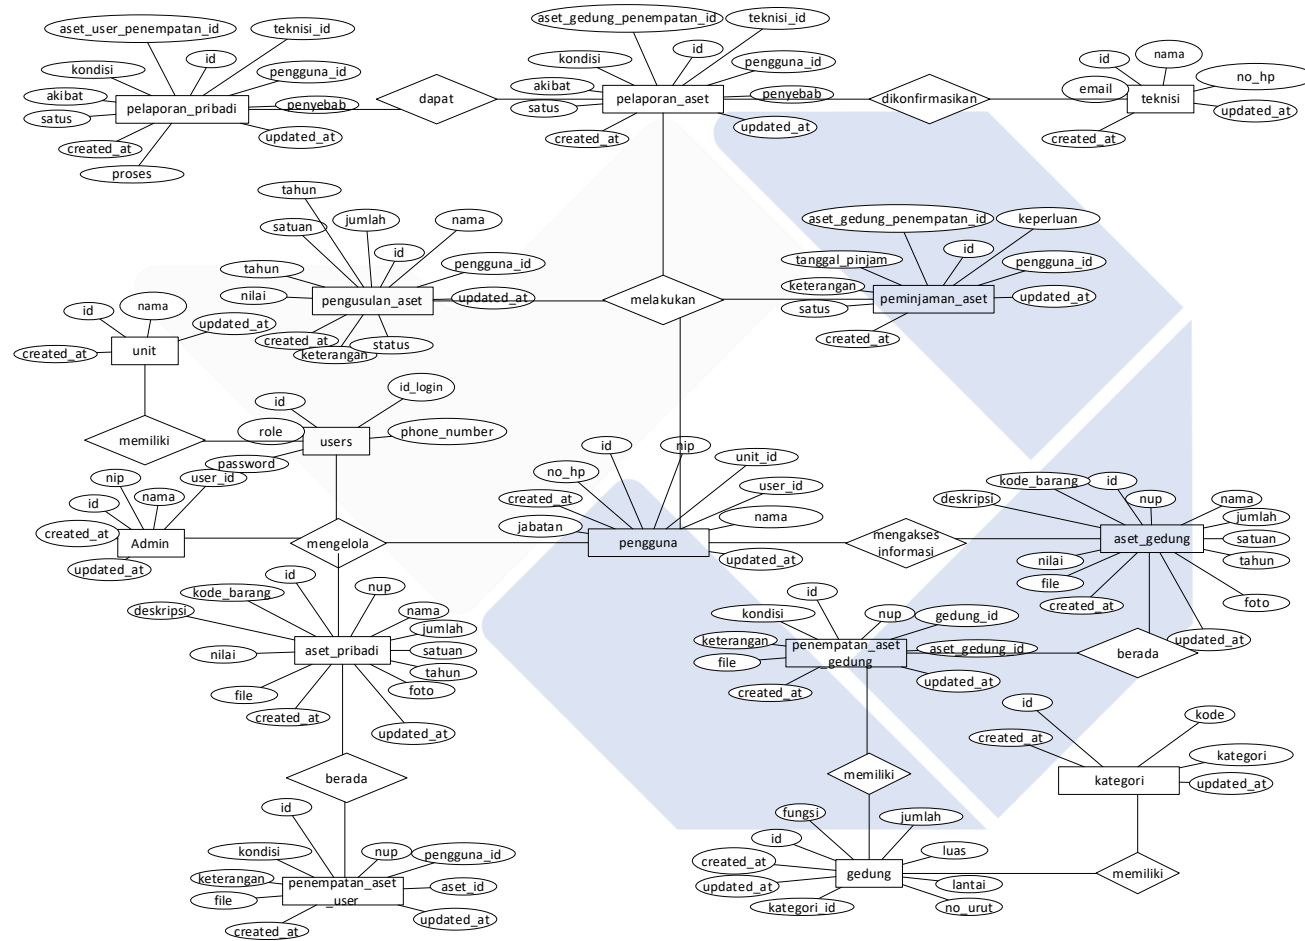 aset_user_penempatan_id
teknisi_id
id
kondisi
pengguna_id
akibat
pelaporan_pribadi
penyebab
satus
updated_at
created_at
proses
dapat
aset_gedung_penempatan_id
teknisi_id
id
kondisi
pengguna_id
akibat
pelaporan_aset
penyebab
satus
updated_at
created_at
dikonfirmasikan
nama
id
no_hp
email
teknisi
updated_at
created_at
tahun
satuan
jumlah
nama
id
tahun
pengguna_id
nilai
pengusulan_aset
updated_at
created_at
keterangan
status
melakukan
aset_gedung_penempatan_id
keperluan
id
tanggal_pinjam
pengguna_id
keterangan
peminjaman_aset
updated_at
satus
created_at
id
nama
updated_at
created_at
unit
memiliki
id_login
id
role
users
phone_number
password
user_id
nip
id
nama
created_at
Admin
updated_at
mengelola
id
nip
no_hp
unit_id
created_at
user_id
jabatan
nama
pengguna
updated_at
mengakses
informasi
kode_barang
id
deskripsi
nup
nama
jumlah
aset_gedung
satuan
nilai
tahun
file
created_at
foto
updated_at
berada
id
nup
kode_barang
deskripsi
nama
jumlah
nilai
aset_pribadi
satuan
tahun
file
foto
created_at
updated_at
berada
id
kondisi
nup
gedung_id
keterangan
penempatan_aset
_gedung
aset_gedung_id
file
updated_at
created_at
memiliki
id
kode
created_at
kategori
kategori
updated_at
memiliki
fungsi
jumlah
id
luas
created_at
gedung
updated_at
lantai
kategori_id
no_urut
id
kondisi
nup
pengguna_id
keterangan
penempatan_aset
_user
aset_id
file
updated_at
created_at